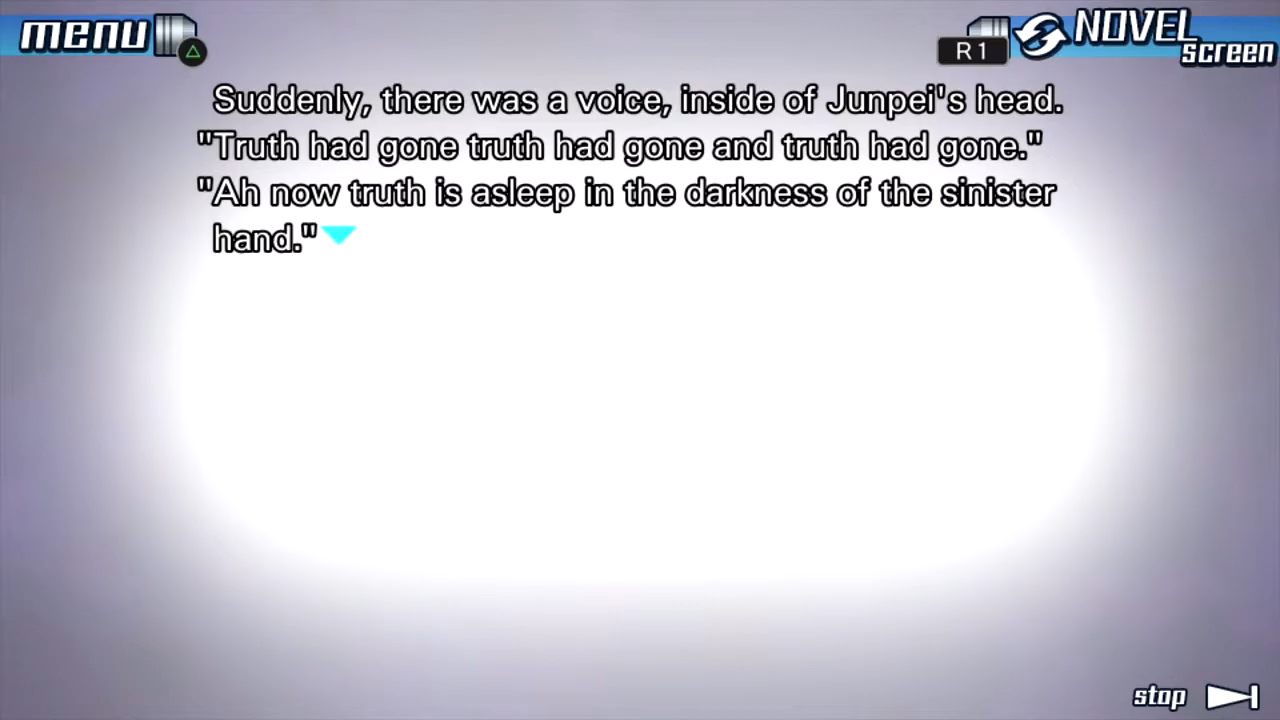 menu
R1
NOVEL
screen
Suddenly, there was a voice, inside of Junpei's head.
"Truth had gone truth had gone and truth had gone."
"Ah now truth is asleep in the darkness of the sinister
hand."
stop